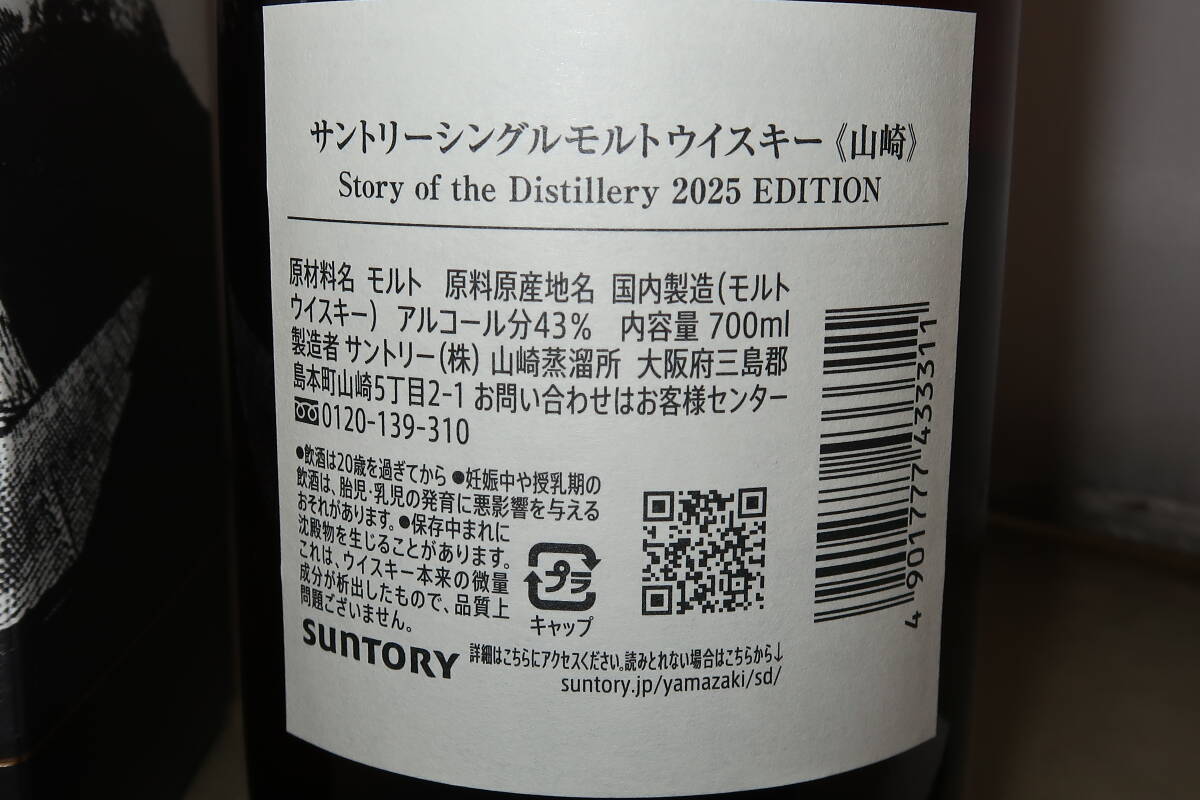 サントリーシングルモルトウイスキー《山崎》
Story of the Distillery 2025 EDITION
原材料名 モルト 原料原産地名 国内製造(モルト
ウイスキー) アルコール分43% 内容量 700ml
製造者 サントリー(株) 山崎蒸溜所 大阪府三島郡
島本町山崎5丁目2-1 お問い合わせはお客様センター
0120-139-310
●飲酒は20歳を過ぎてから ●妊娠中や授乳期の
飲酒は、胎児・乳児の発育に悪影響を与える
おそれがあります。●保存中まれに
沈殿物を生じることがあります。
これは、ウイスキー本来の微量
成分が析出したもので、品質上
問題ございません。
プラ
キャップ
SUNTORY
詳細はこちらにアクセスください。読みとれない場合はこちらから↓
suntory.jp/yamazaki/sd/
4 901777 433311